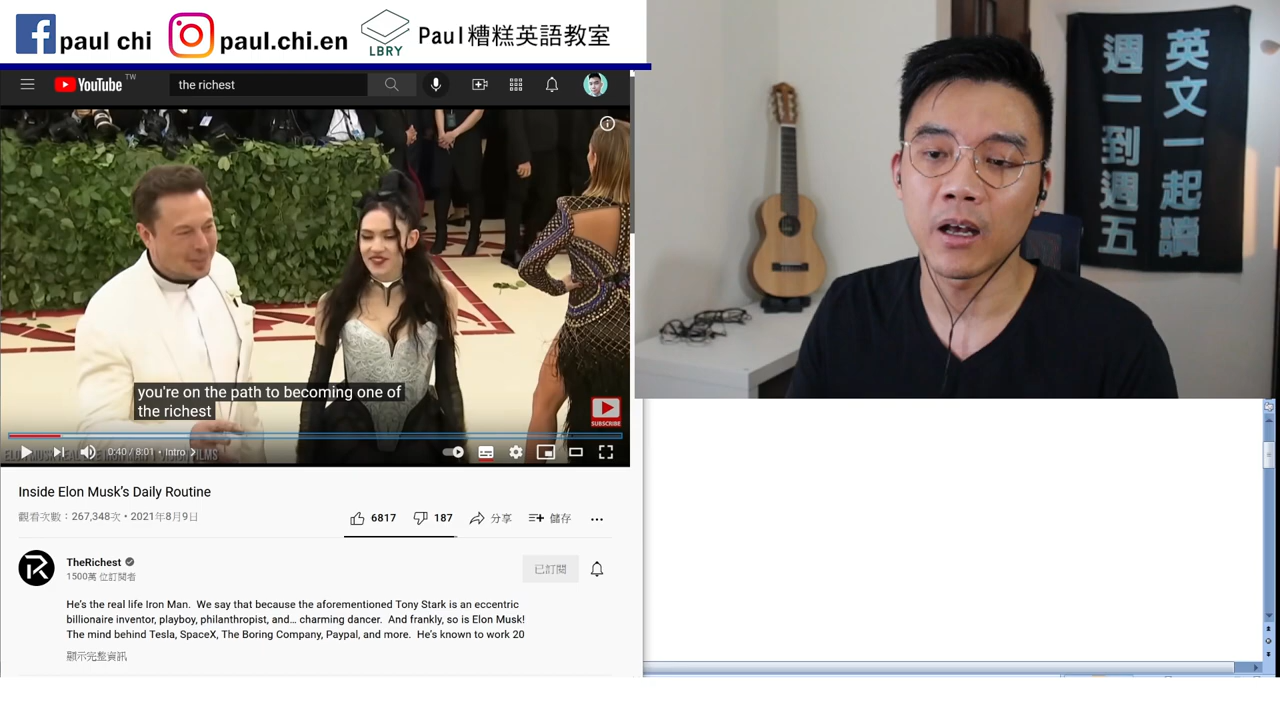 paul chi
paul.chi.en
LBRY
Paul糟糕英語教室
YouTube TW
the richest
英文一起讀
週一到週五
you're on the path to becoming one of
the richest
SUBSCRIBE
0:40 / 8:01 • Intro
Inside Elon Musk's Daily Routine
觀看次數：267,348次 • 2021年8月9日
6817
187
分享
儲存
TheRichest
1500萬 位訂閱者
已訂閱
He's the real life Iron Man. We say that because the aforementioned Tony Stark is an eccentric
billionaire inventor, playboy, philanthropist, and… charming dancer. And frankly, so is Elon Musk!
The mind behind Tesla, SpaceX, The Boring Company, Paypal, and more. He's known to work 20
顯示完整資訊